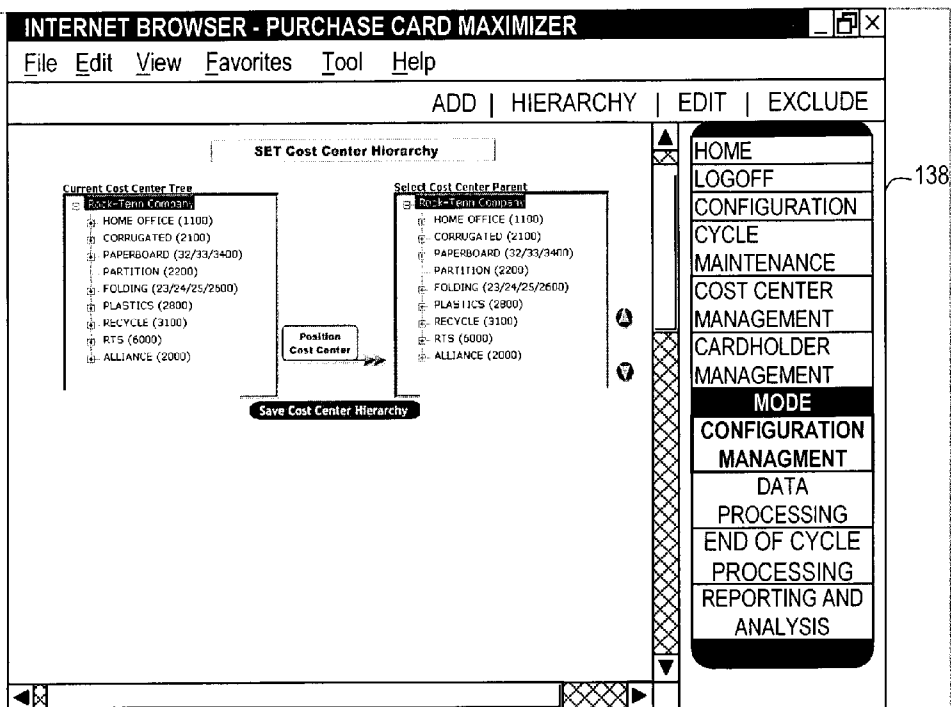 INTERNET BROWSER - PURCHASE CARD MAXIMIZER
File Edit View Favorites Tool Help
ADD | HIERARCHY | EDIT | EXCLUDE
SET Cost Center Hierarchy
Current Cost Center Tree
Rock-Tenn Company
HOME OFFICE (1100)
CORRUGATED (2100)
PAPERBOARD (32/33/3400)
PARTITION (2200)
FOLDING (23/24/25/2600)
PLASTICS (2800)
RECYCLE (3100)
RTS (6000)
ALLIANCE (2000)
Position
Cost Center
Select Cost Center Parent
Rock-Tenn Company
HOME OFFICE (1100)
CORRUGATED (2100)
PAPERBOARD (32/33/3400)
PARTITION (2200)
FOLDING (23/24/25/2600)
PLASTICS (2800)
RECYCLE (3100)
RTS (6000)
ALLIANCE (2000)
Save Cost Center Hierarchy
HOME
LOGOFF
CONFIGURATION
CYCLE
MAINTENANCE
COST CENTER
MANAGEMENT
CARDHOLDER
MANAGEMENT
MODE
CONFIGURATION
MANAGMENT
DATA
PROCESSING
END OF CYCLE
PROCESSING
REPORTING AND
ANALYSIS
138